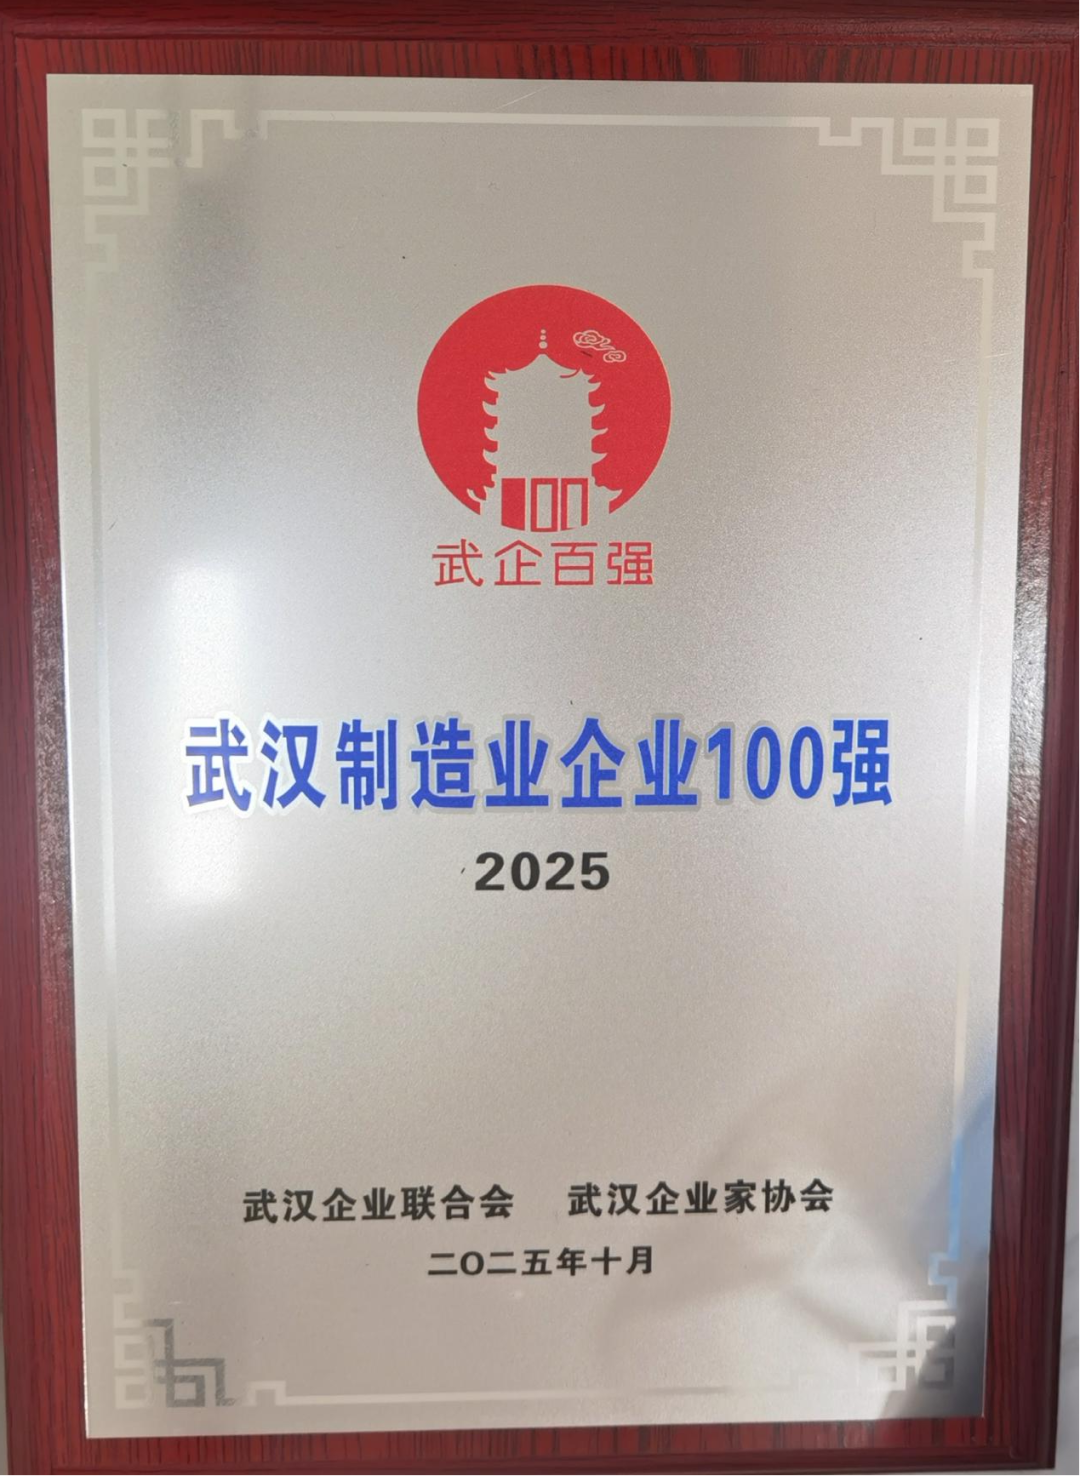 100
武企百强
武汉制造业企业100强
2025
武汉企业联合会 武汉企业家协会
二〇二五年十月